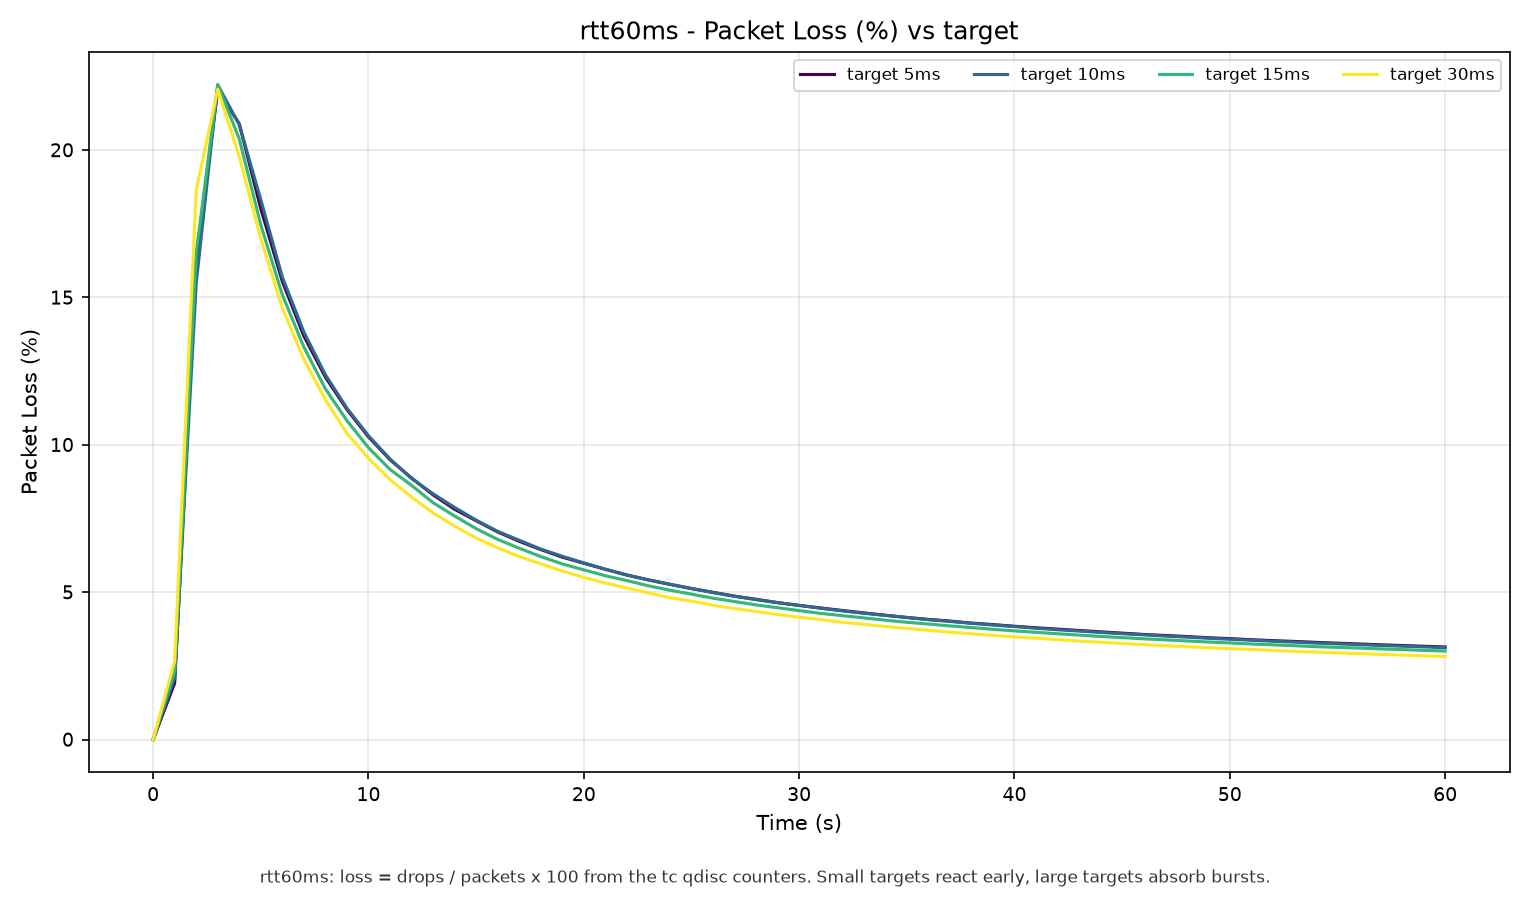 rtt60ms - Packet Loss (%) vs target
target 5ms target 10ms target 15ms target 30ms
Packet Loss (%)
20
15
10
5
0
0 10 20 30 40 50 60
Time (s)
rtt60ms: loss = drops / packets x 100 from the tc qdisc counters. Small targets react early, large targets absorb bursts.